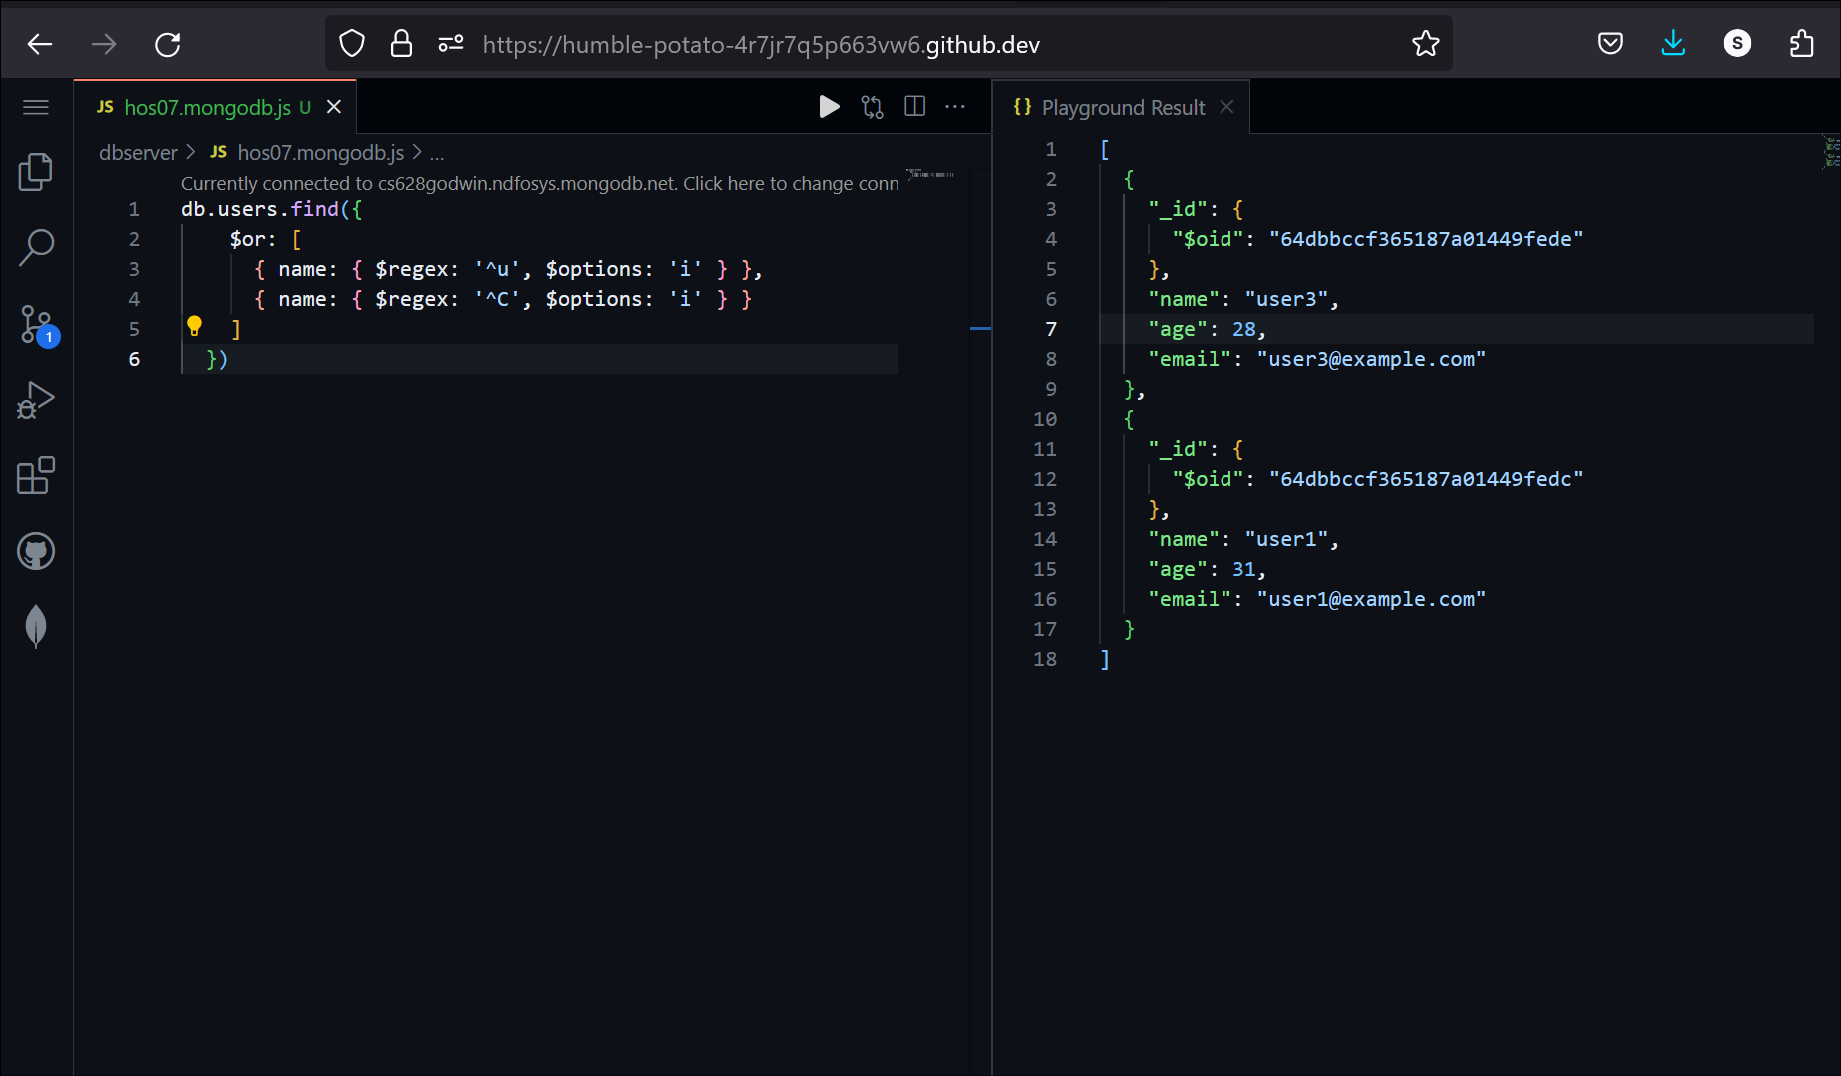 https://humble-potato-4r7jr7q5p663vw6.github.dev
S
JS hos07.mongodb.js U
dbserver > JS hos07.mongodb.js > ...
Currently connected to cs628godwin.ndfosys.mongodb.net. Click here to change conn
1 db.users.find({
2 $or: [
3 { name: { $regex: '^u', $options: 'i' } },
4 { name: { $regex: '^C', $options: 'i' } }
5 ]
6 })
1
{} Playground Result
1 [
2 {
3 "_id": {
4 "$oid": "64dbbccf365187a01449fede"
5 },
6 "name": "user3",
7 "age": 28,
8 "email": "user3@example.com"
9 },
10 {
11 "_id": {
12 "$oid": "64dbbccf365187a01449fedc"
13 },
14 "name": "user1",
15 "age": 31,
16 "email": "user1@example.com"
17 }
18 ]